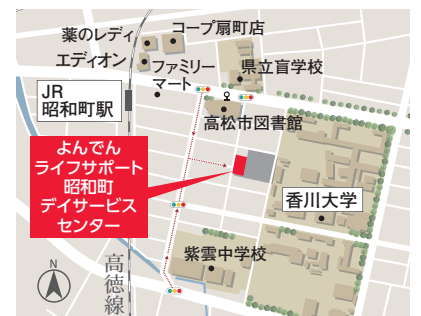 コープ扇町店
薬のレディ
エディオン
ファミリー
マート
県立盲学校
JR
昭和町駅
高松市図書館
よんでん
ライフサポート
昭和町
デイサービス
センター
香川大学
紫雲中学校
高徳線
N